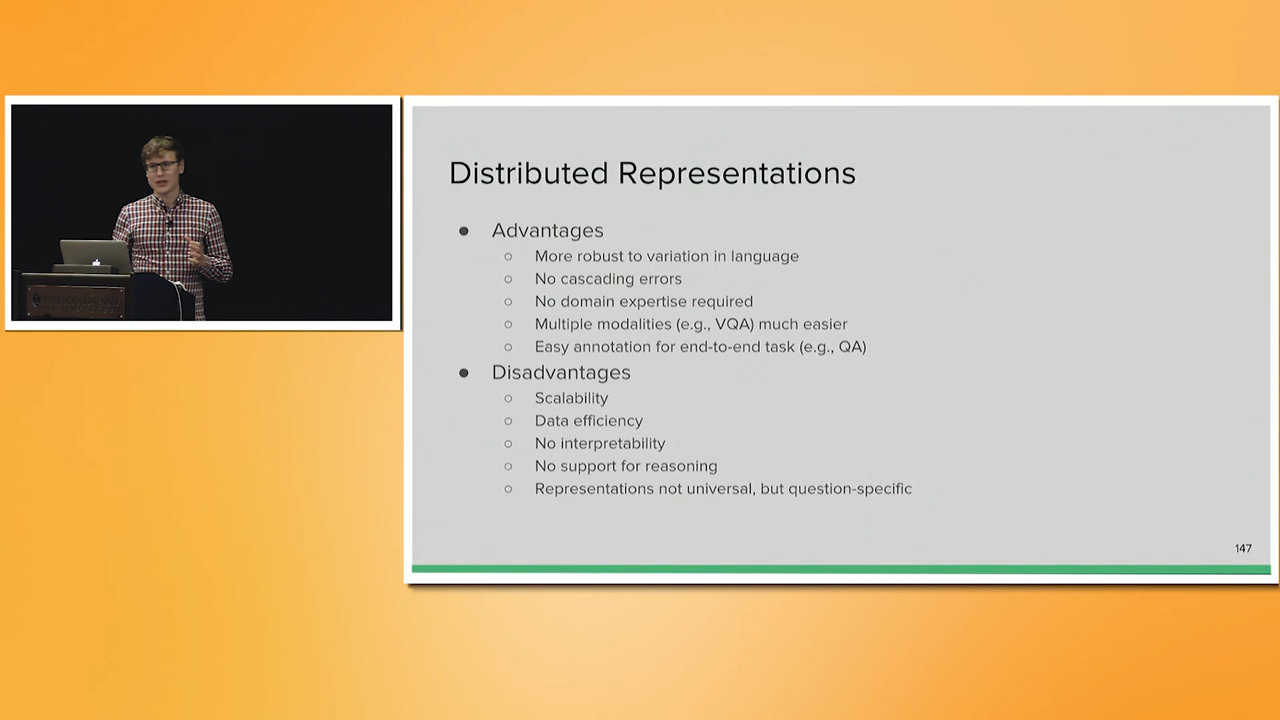 Distributed Representations
● Advantages
○ More robust to variation in language
○ No cascading errors
○ No domain expertise required
○ Multiple modalities (e.g., VQA) much easier
○ Easy annotation for end-to-end task (e.g., QA)
● Disadvantages
○ Scalability
○ Data efficiency
○ No interpretability
○ No support for reasoning
○ Representations not universal, but question-specific
147